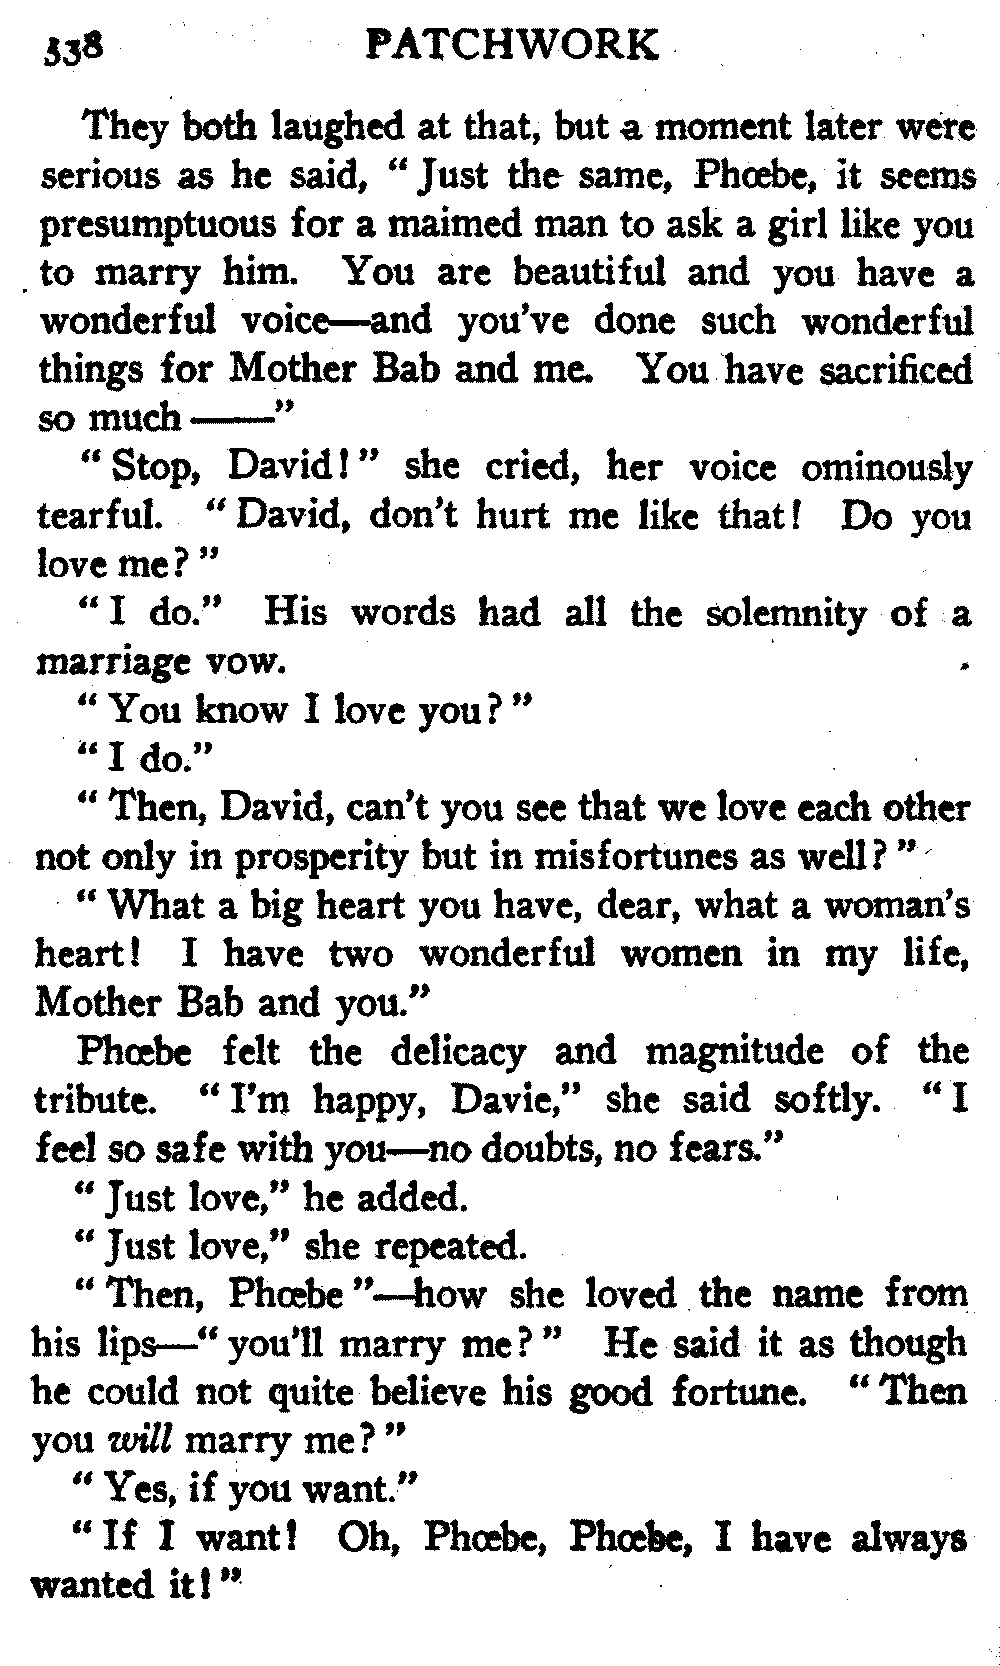 338 PATCHWORK
They both laughed at that, but a moment later were
serious as he said, “Just the same, Phœbe, it seems
presumptuous for a maimed man to ask a girl like you
to marry him. You are beautiful and you have a
wonderful voice—and you've done such wonderful
things for Mother Bab and me. You have sacrificed
so much ——”
“Stop, David!” she cried, her voice ominously
tearful. “David, don't hurt me like that! Do you
love me?”
“I do.” His words had all the solemnity of a
marriage vow.
“You know I love you?”
“I do.”
“Then, David, can't you see that we love each other
not only in prosperity but in misfortunes as well?”
“What a big heart you have, dear, what a woman's
heart! I have two wonderful women in my life,
Mother Bab and you.”
Phœbe felt the delicacy and magnitude of the
tribute. “I'm happy, Davie,” she said softly. “I
feel so safe with you—no doubts, no fears.”
“Just love,” he added.
“Just love,” she repeated.
“Then, Phœbe”—how she loved the name from
his lips—“you'll marry me?” He said it as though
he could not quite believe his good fortune. “Then
you will marry me?”
“Yes, if you want.”
“If I want! Oh, Phœbe, Phœbe, I have always
wanted it!”